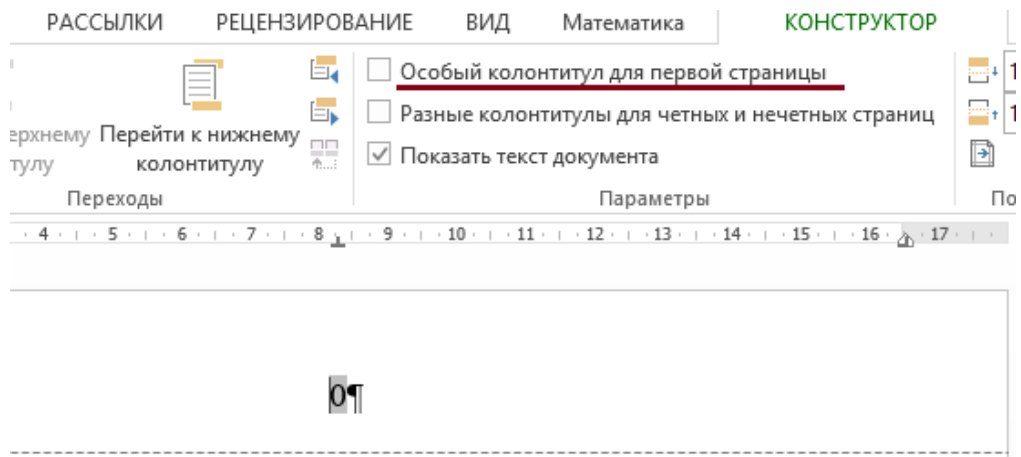 РАССЫЛКИ РЕЦЕНЗИРОВАНИЕ ВИД Математика КОНСТРУКТОР
Особый колонтитул для первой страницы 1
ерхнему Перейти к нижнему Разные колонтитулы для четных и нечетных страниц 1
тулу колонтитулу Показать текст документа
Переходы Параметры По
4 5 6 7 8 9 10 11 12 13 14 15 16 17
0¶